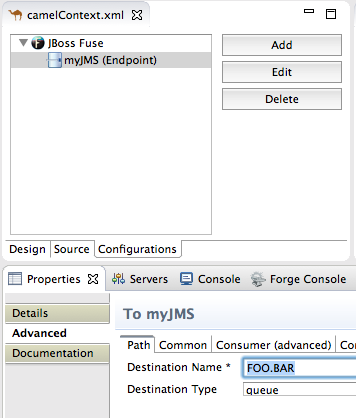 camelContext.xml
JBoss Fuse
myJMS (Endpoint)
Add
Edit
Delete
Design Source Configurations
Properties Servers Console Forge Console
Details
Advanced
Documentation
To myJMS
Path Common Consumer (advanced) Co
Destination Name * FOO.BAR
Destination Type queue